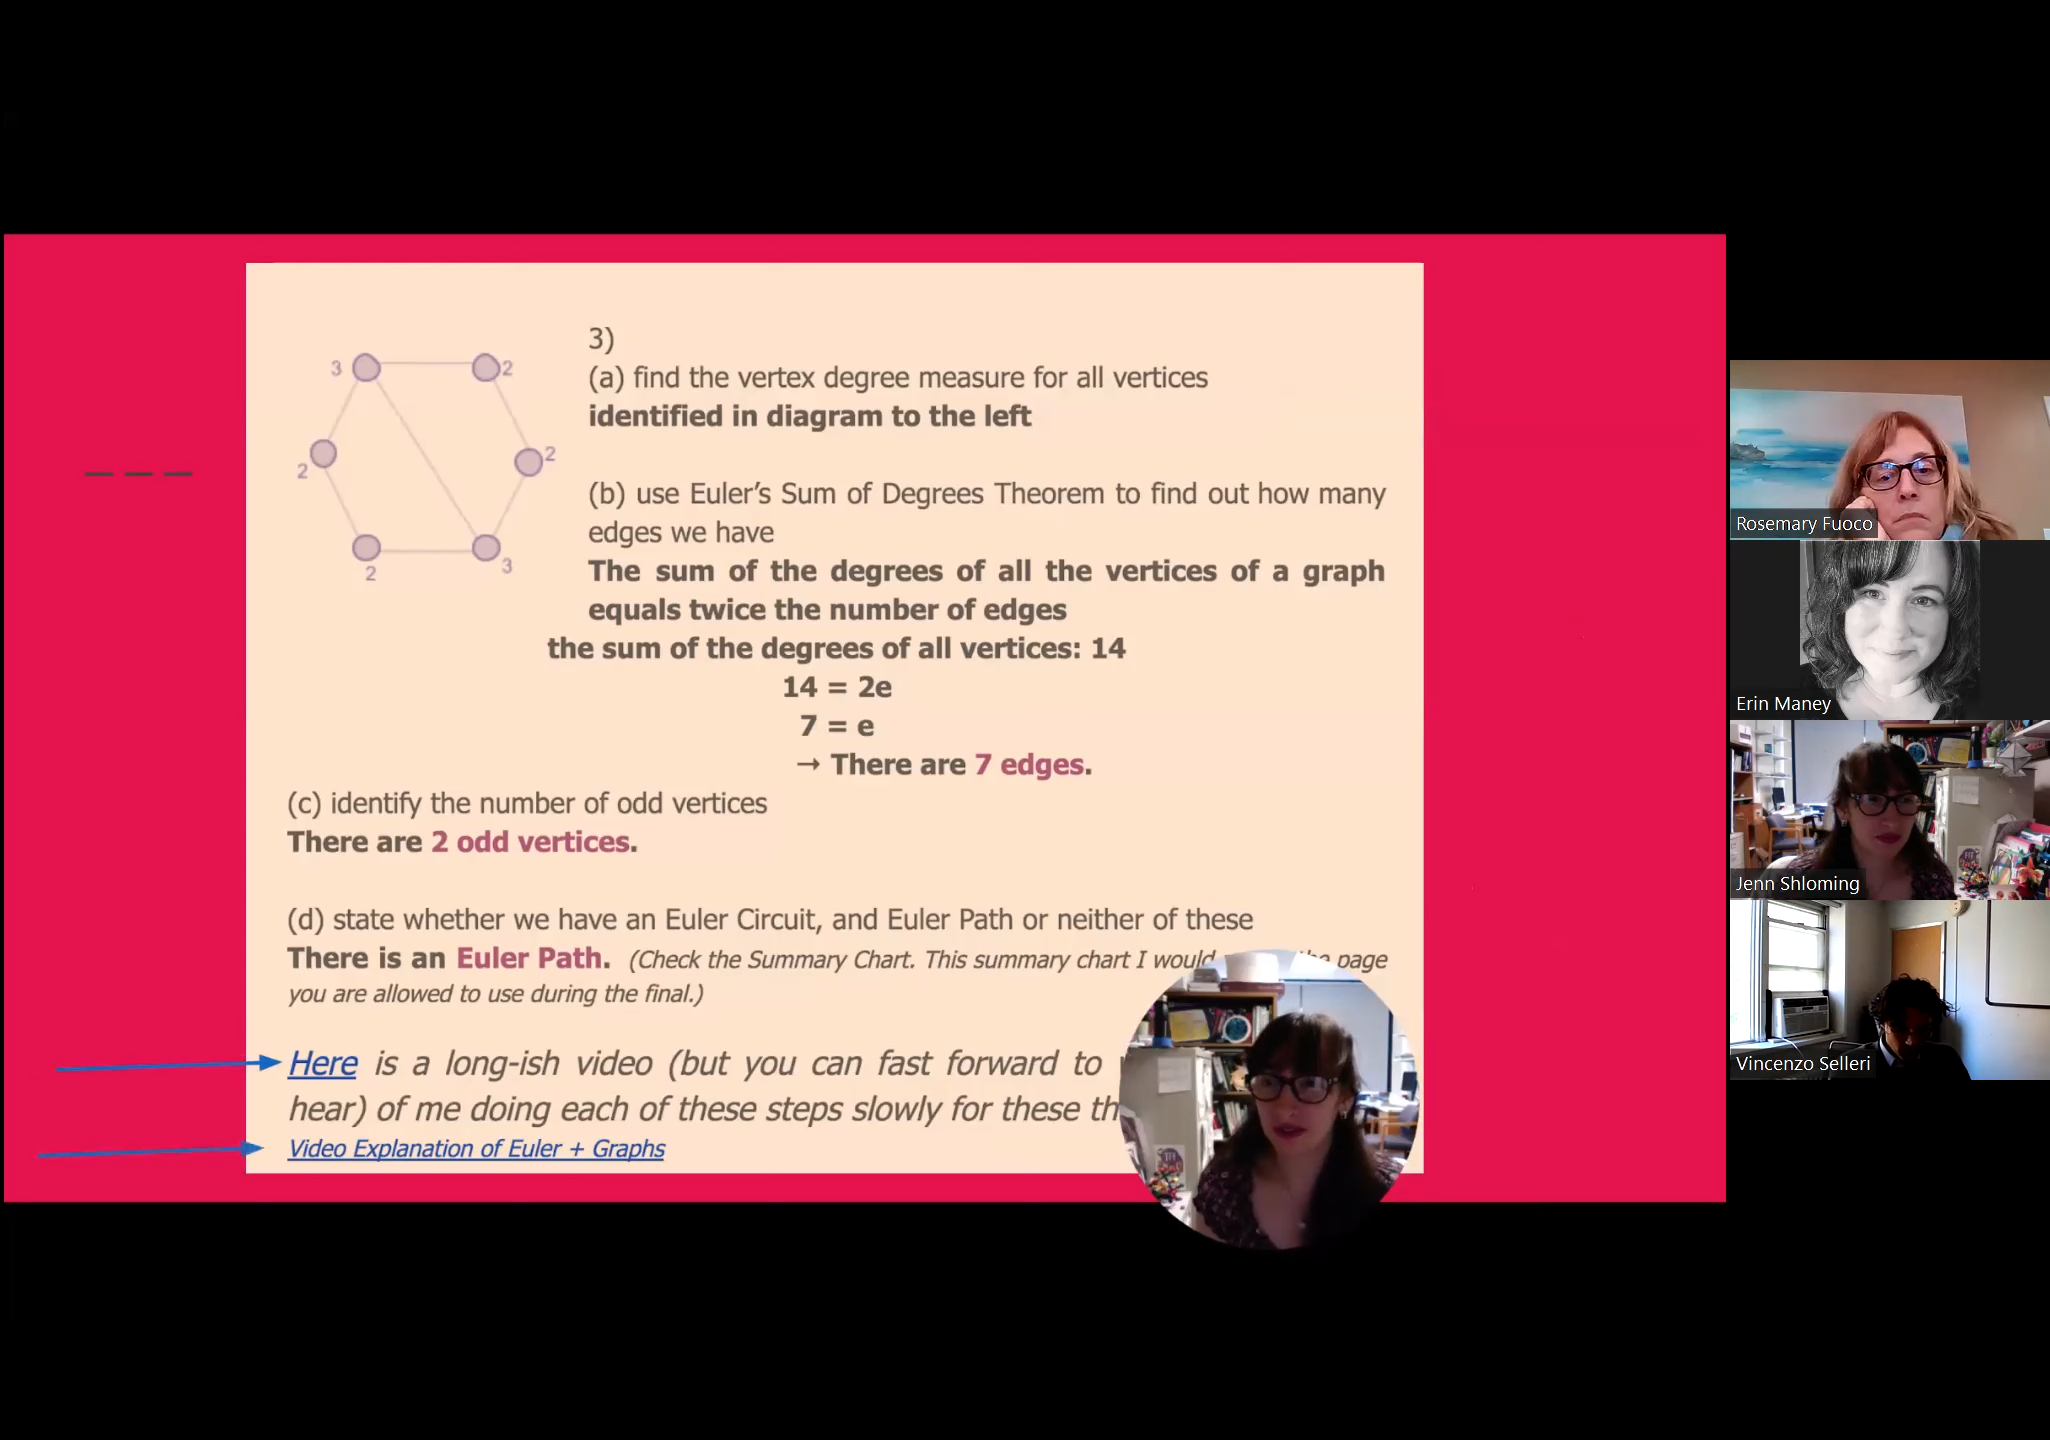 3)
(a) find the vertex degree measure for all vertices
identified in diagram to the left
3
2
2
2
2
3
(b) use Euler's Sum of Degrees Theorem to find out how many
edges we have
The sum of the degrees of all the vertices of a graph
equals twice the number of edges
the sum of the degrees of all vertices: 14
14 = 2e
7 = e
→ There are 7 edges.
(c) identify the number of odd vertices
There are 2 odd vertices.
(d) state whether we have an Euler Circuit, and Euler Path or neither of these
There is an Euler Path. (Check the Summary Chart. This summary chart I would page
you are allowed to use during the final.)
Here is a long-ish video (but you can fast forward to
hear) of me doing each of these steps slowly for these
Video Explanation of Euler + Graphs
Rosemary Fuoco
Erin Maney
Jenn Shloming
Vincenzo Selleri